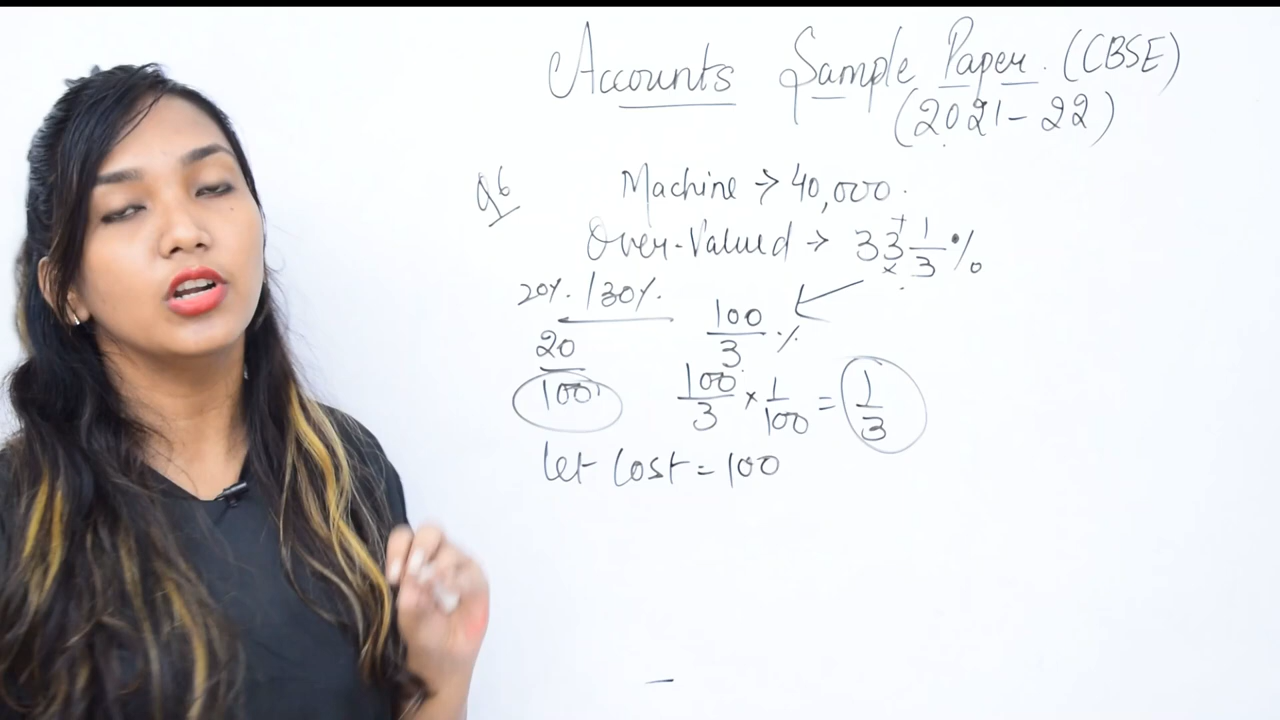 Accounts Sample Paper. (CBSE)
(2021-22)
Q6 Machine → 40,000.
Over-Valued → 33 1/3 %
20%. / 30%.
20/100
100/3 %
100/3 × 1/100 = 1/3
let Cost = 100